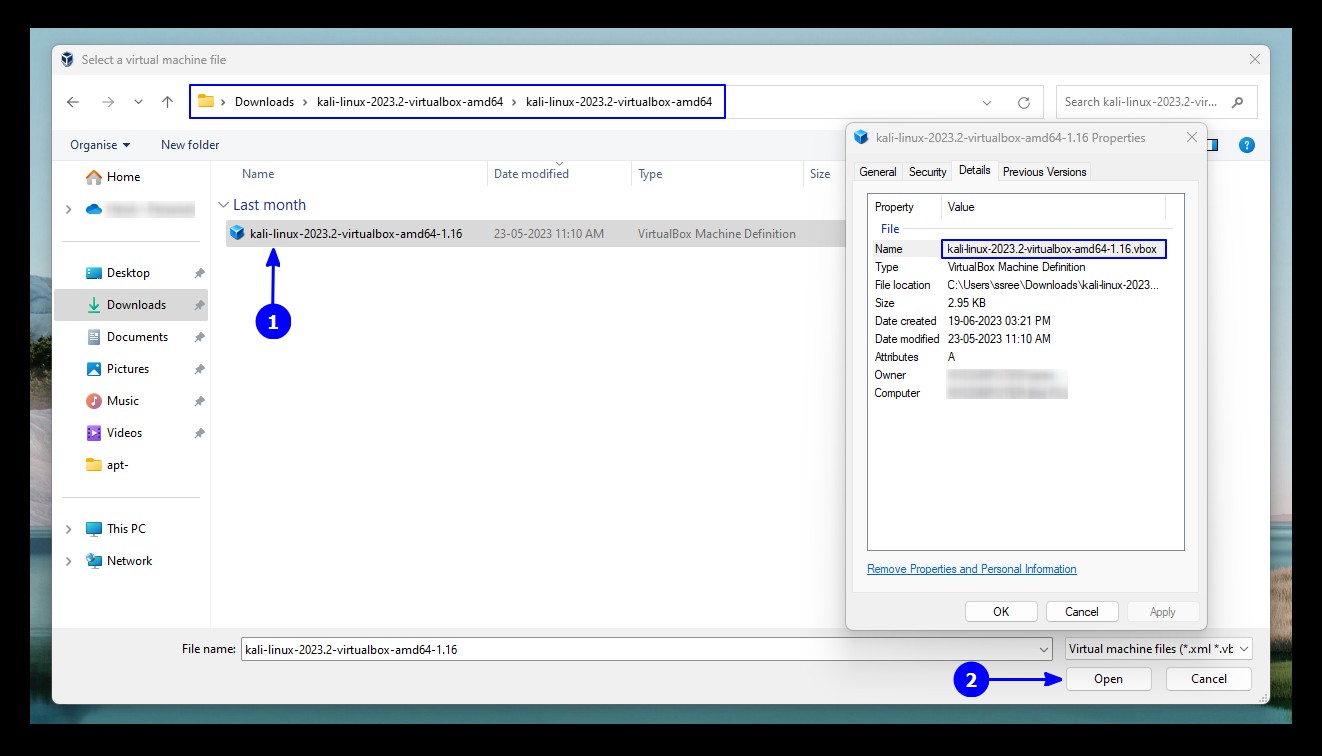 Select a virtual machine file
Downloads > kali-linux-2023.2-virtualbox-amd64 > kali-linux-2023.2-virtualbox-amd64
Search kali-linux-2023.2-vir...
Organise
New folder
Home
Desktop
Downloads
Documents
Pictures
Music
Videos
apt-
This PC
Network
Name Date modified Type Size
Last month
kali-linux-2023.2-virtualbox-amd64-1.16 23-05-2023 11:10 AM VirtualBox Machine Definition
1
kali-linux-2023.2-virtualbox-amd64-1.16 Properties
General Security Details Previous Versions
Property Value
File
Name kali-linux-2023.2-virtualbox-amd64-1.16.vbox
Type VirtualBox Machine Definition
File location C:\Users\ssree\Downloads\kali-linux-2023...
Size 2.95 KB
Date created 19-06-2023 03:21 PM
Date modified 23-05-2023 11:10 AM
Attributes A
Owner
Computer
Remove Properties and Personal Information
OK Cancel Apply
File name: kali-linux-2023.2-virtualbox-amd64-1.16
Virtual machine files (*.xml *.vb
2
Open Cancel